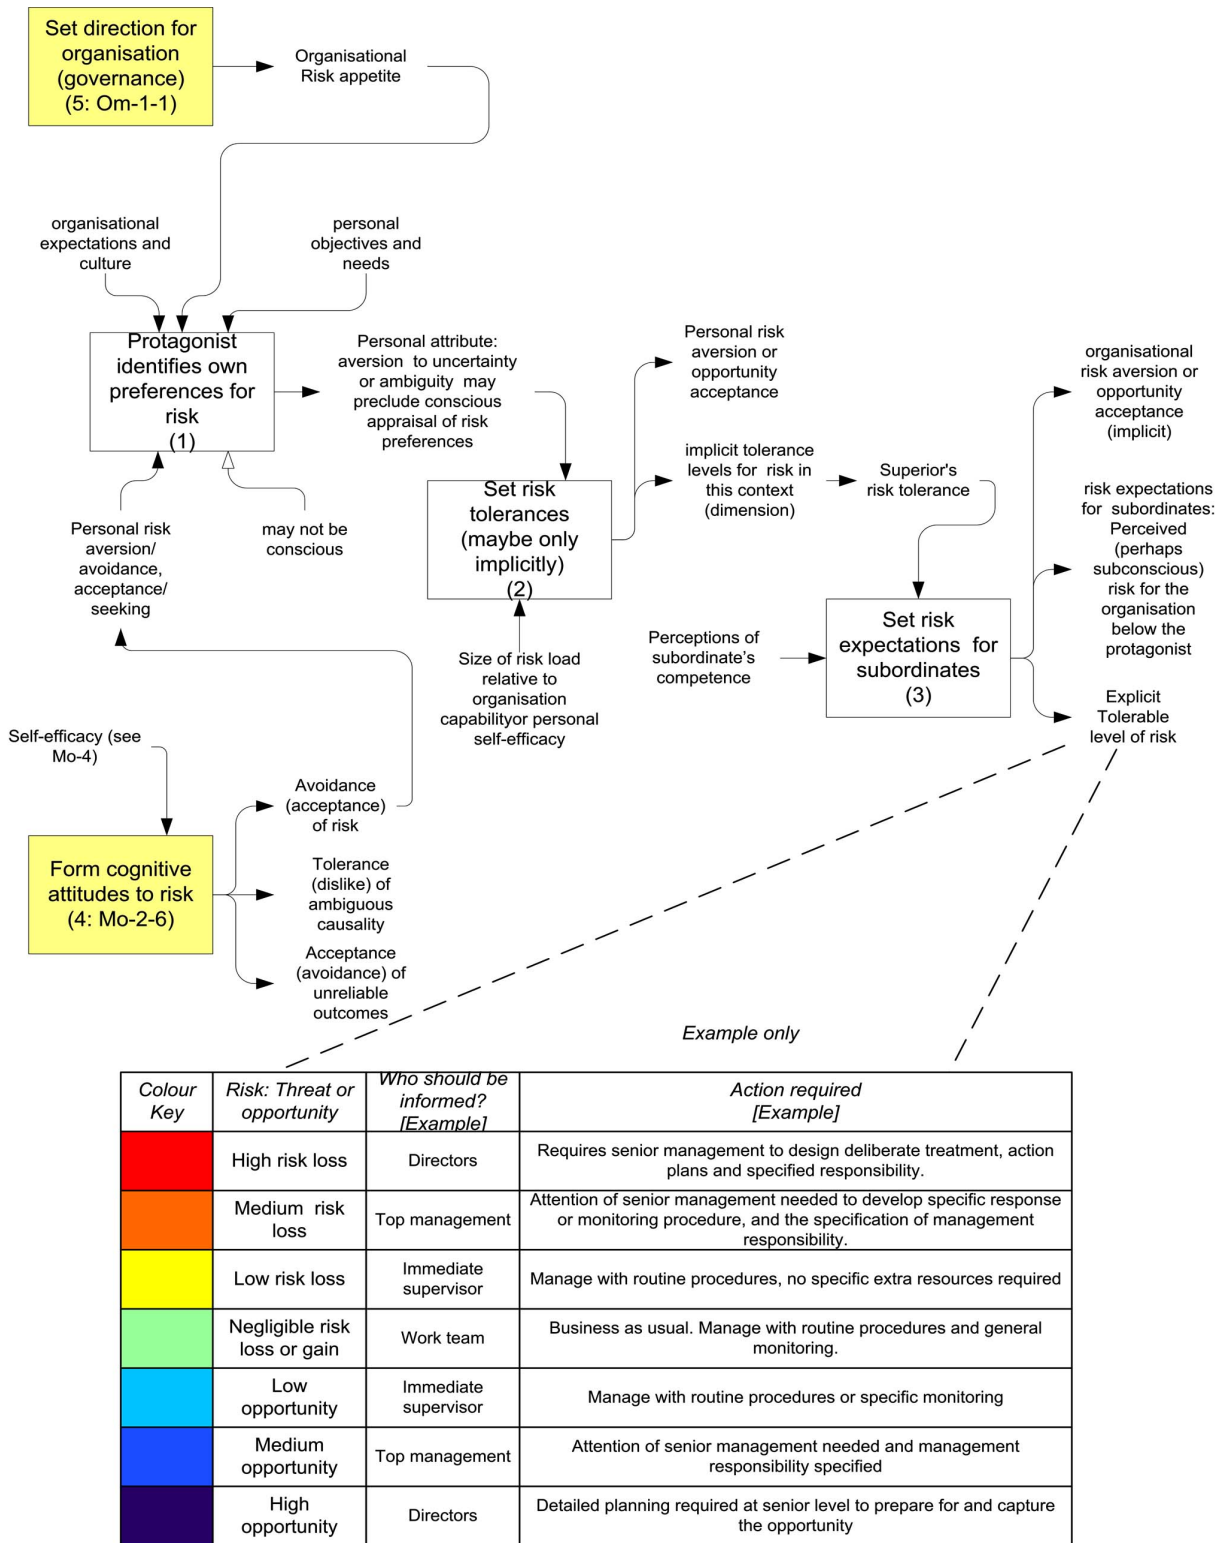 Set direction for
organisation
(governance)
(5: Om-1-1)
Organisational
Risk appetite
organisational
expectations and
culture
personal
objectives and
needs
Protagonist
identifies own
preferences for
risk
(1)
Personal attribute:
aversion to uncertainty
or ambiguity may
preclude conscious
appraisal of risk
preferences
Personal risk
aversion or
opportunity
acceptance
organisational
risk aversion or
opportunity
acceptance
(implicit)
Personal risk
aversion/
avoidance,
acceptance/
seeking
may not be
conscious
Set risk
tolerances
(maybe only
implicitly)
(2)
implicit tolerance
levels for risk in
this context
(dimension)
Superior's
risk tolerance
risk expectations
for subordinates:
Perceived
(perhaps
subconscious)
risk for the
organisation
below the
protagonist
Size of risk load
relative to
organisation
capabilityor personal
self-efficacy
Perceptions of
subordinate's
competence
Set risk
expectations for
subordinates
(3)
Explicit
Tolerable
level of risk
Self-efficacy (see
Mo-4)
Form cognitive
attitudes to risk
(4: Mo-2-6)
Avoidance
(acceptance)
of risk
Tolerance
(dislike) of
ambiguous
causality
Acceptance
(avoidance) of
unreliable
outcomes
Example only
Colour
Key
Risk: Threat or
opportunity
Who should be
informed?
[Example]
Action required
[Example]
High risk loss
Directors
Requires senior management to design deliberate treatment, action
plans and specified responsibility.
Medium risk
loss
Top management
Attention of senior management needed to develop specific response
or monitoring procedure, and the specification of management
responsibility.
Low risk loss
Immediate
supervisor
Manage with routine procedures, no specific extra resources required
Negligible risk
loss or gain
Work team
Business as usual. Manage with routine procedures and general
monitoring.
Low
opportunity
Immediate
supervisor
Manage with routine procedures or specific monitoring
Medium
opportunity
Top management
Attention of senior management needed and management
responsibility specified
High
opportunity
Directors
Detailed planning required at senior level to prepare for and capture
the opportunity